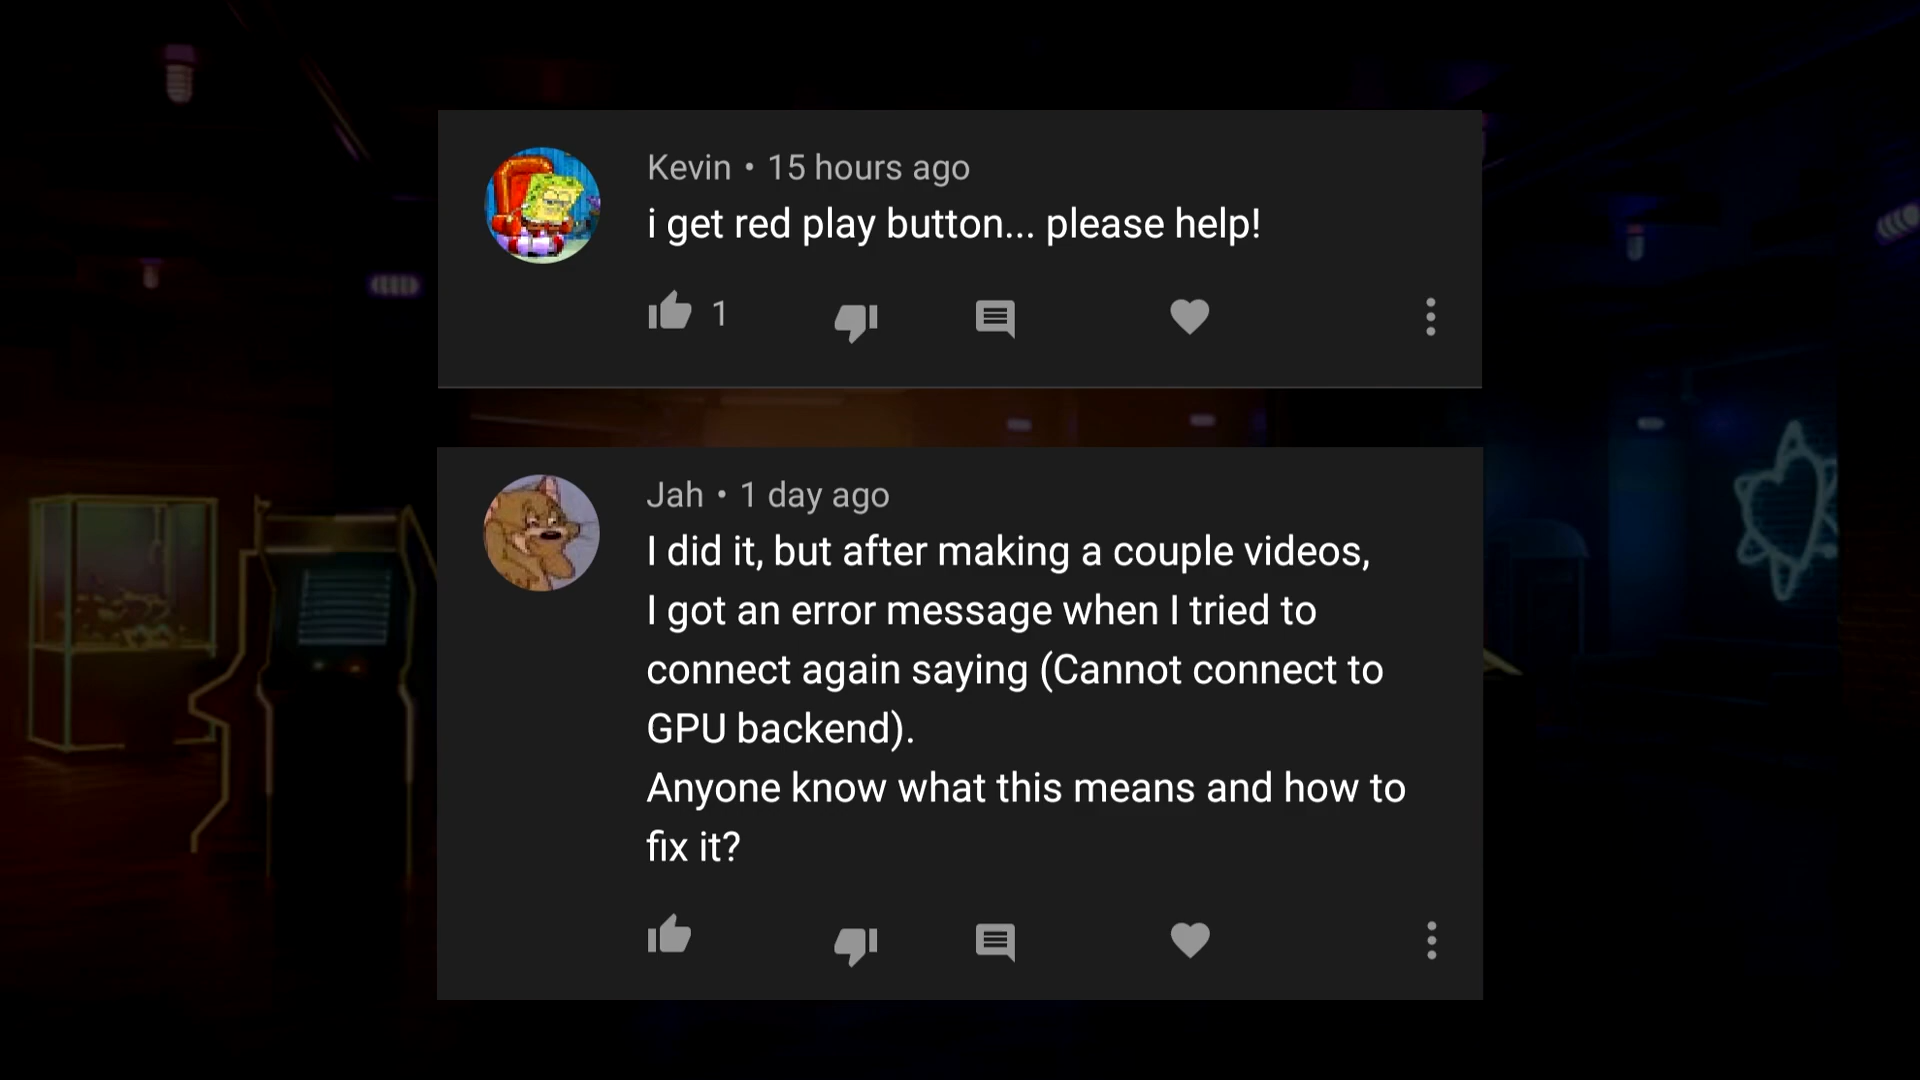 Kevin • 15 hours ago
i get red play button... please help!
1
Jah • 1 day ago
I did it, but after making a couple videos,
I got an error message when I tried to
connect again saying (Cannot connect to
GPU backend).
Anyone know what this means and how to
fix it?